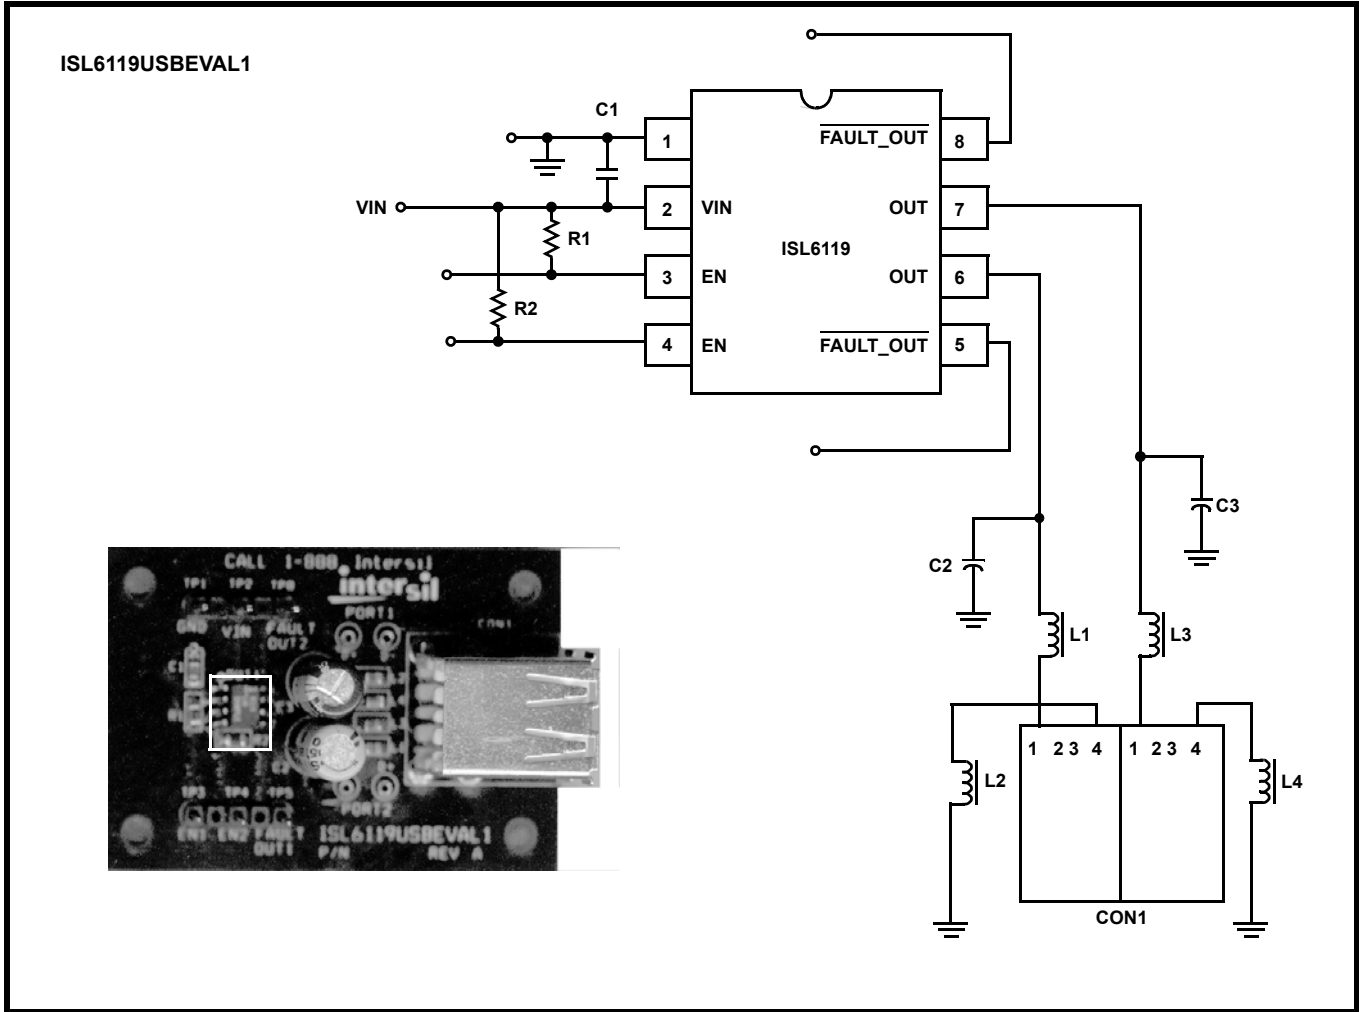 ISL6119USBEVAL1
C1
1
FAULT_OUT
8
VIN
2
VIN
OUT
7
R1
ISL6119
3
EN
OUT
6
R2
4
EN
FAULT_OUT
5
C3
C2
L1
L3
1 2 3 4
1 2 3 4
L2
L4
CON1
CALL 1-888 Intersil
intersil
TP1 TP2 TP8
PORT1
GND VIN FAULT
OUT2
CON1
PORT2
TP3 TP4 TP5
EN1 EN2 FAULT
OUT1
ISL6119USBEVAL1
P/N REV A